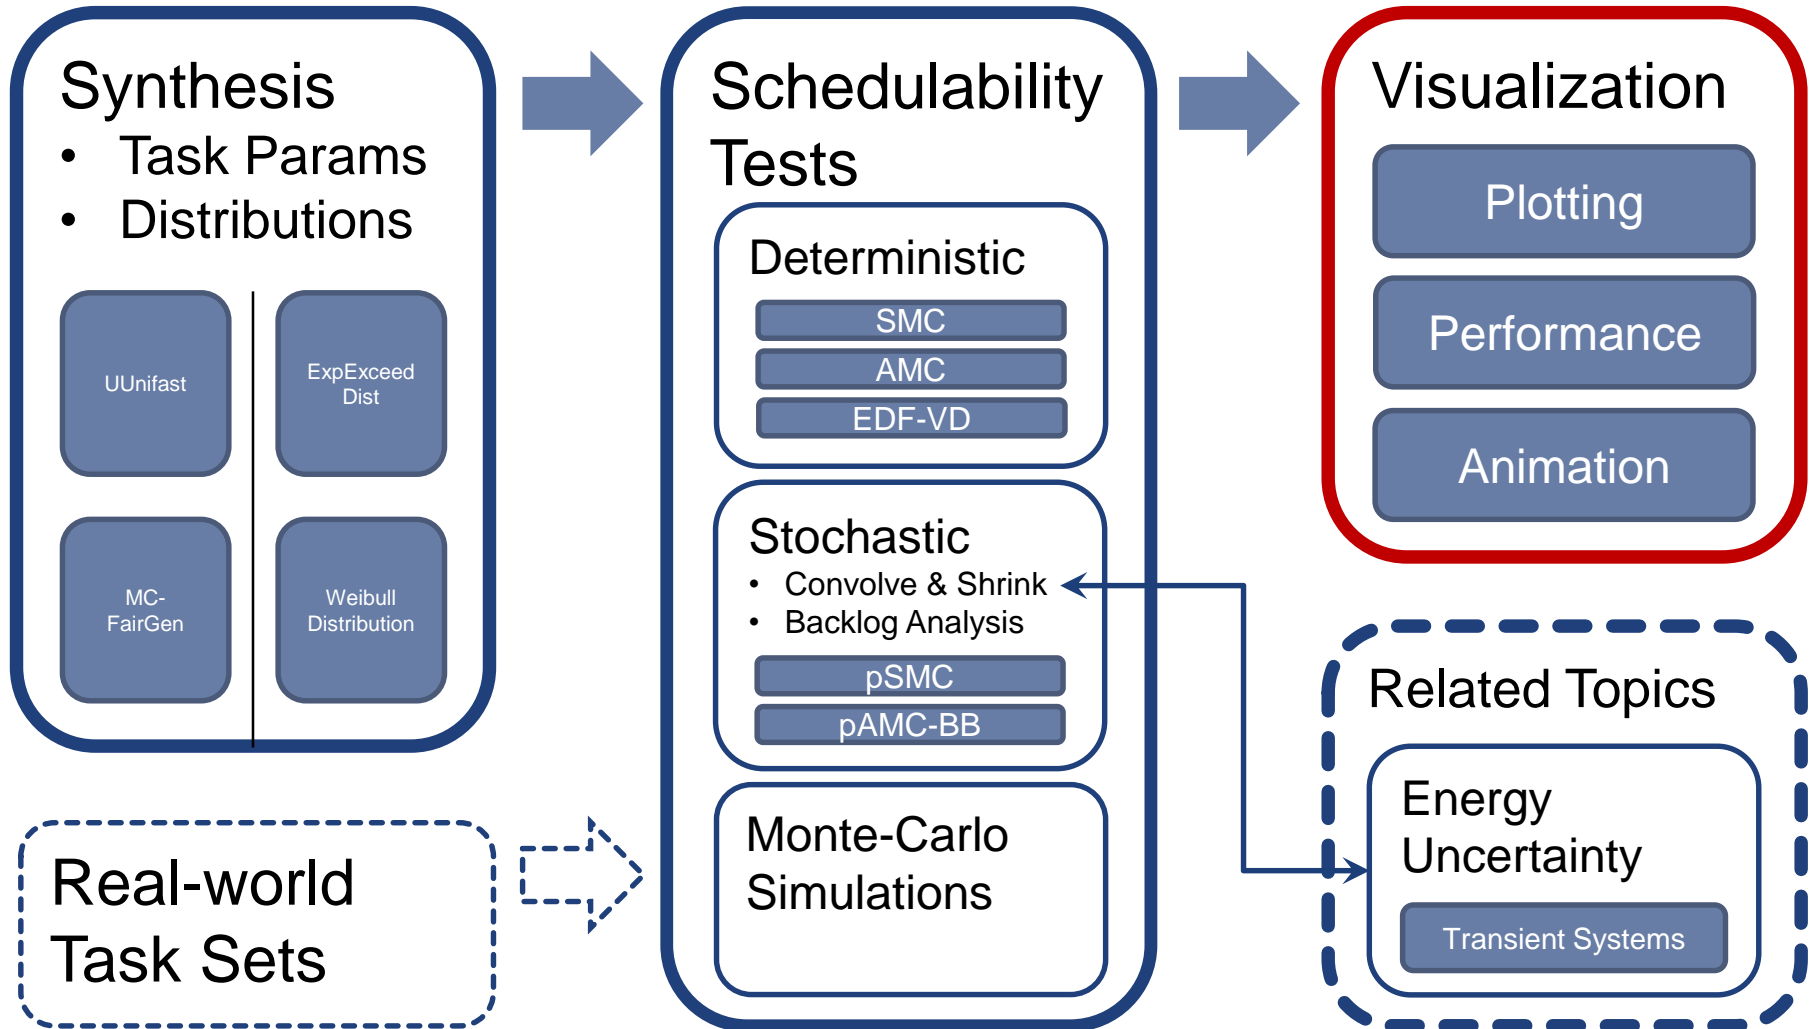 Synthesis
• Task Params
• Distributions
UUnifast
ExpExceed
Dist
MC-
FairGen
Weibull
Distribution
Real-world
Task Sets
Schedulability
Tests
Deterministic
SMC
AMC
EDF-VD
Stochastic
• Convolve & Shrink
• Backlog Analysis
pSMC
pAMC-BB
Monte-Carlo
Simulations
Visualization
Plotting
Performance
Animation
Related Topics
Energy
Uncertainty
Transient Systems